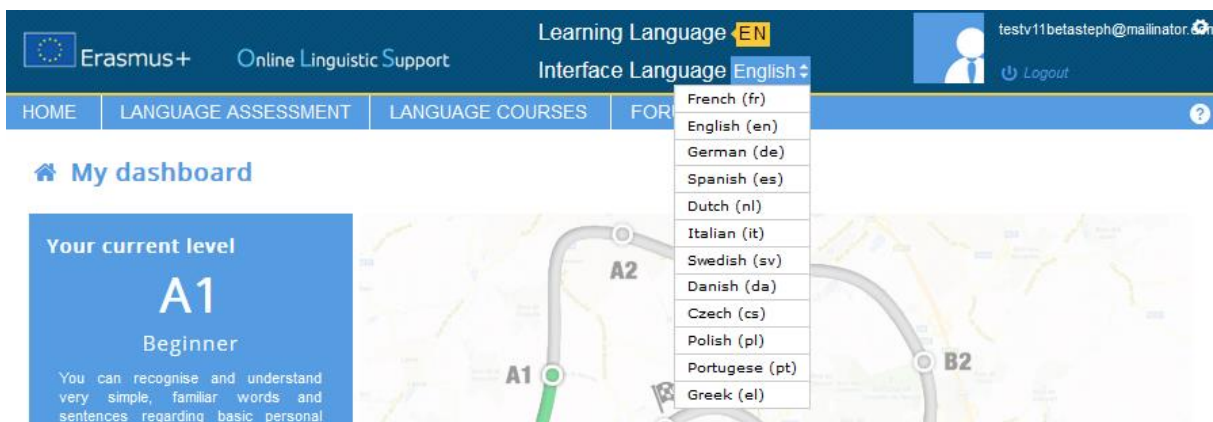 Erasmus+
Online Linguistic Support
Learning Language EN
Interface Language English
testv11betasteph@mailinator.
Logout
HOME
LANGUAGE ASSESSMENT
LANGUAGE COURSES
?
French (fr)
English (en)
German (de)
Spanish (es)
Dutch (nl)
Italian (it)
Swedish (sv)
Danish (da)
Czech (cs)
Polish (pl)
Portugese (pt)
Greek (el)
My dashboard
Your current level
A1
Beginner
You can recognise and understand
very simple, familiar words and
sentences regarding basic personal
A2
A1
B2